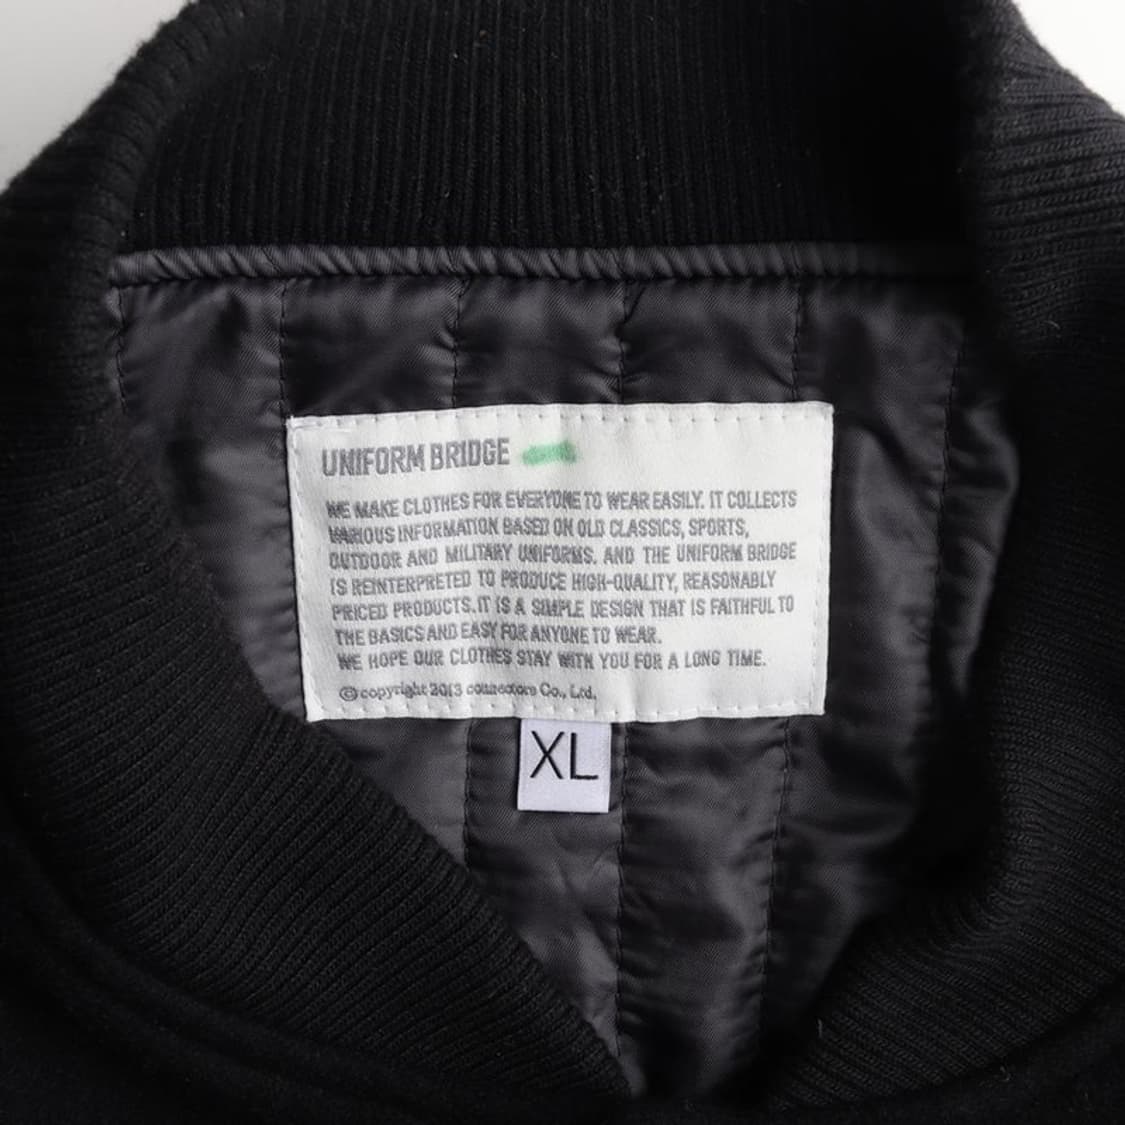 UNIFORM BRIDGE
WE MAKE CLOTHES FOR EVERYONE TO WEAR EASILY. IT COLLECTS
VARIOUS INFORMATION BASED ON OLD CLASSICS, SPORTS,
OUTDOOR AND MILITARY UNIFORMS. AND THE UNIFORM BRIDGE
IS REINTERPRETED TO PRODUCE HIGH-QUALITY, REASONABLY
PRICED PRODUCTS. IT IS A SIMPLE DESIGN THAT IS FAITHFUL TO
THE BASICS AND EASY FOR ANYONE TO WEAR.
WE HOPE OUR CLOTHES STAY WITH YOU FOR A LONG TIME.
©copyright 2013 connectors Co., Ltd.
XL